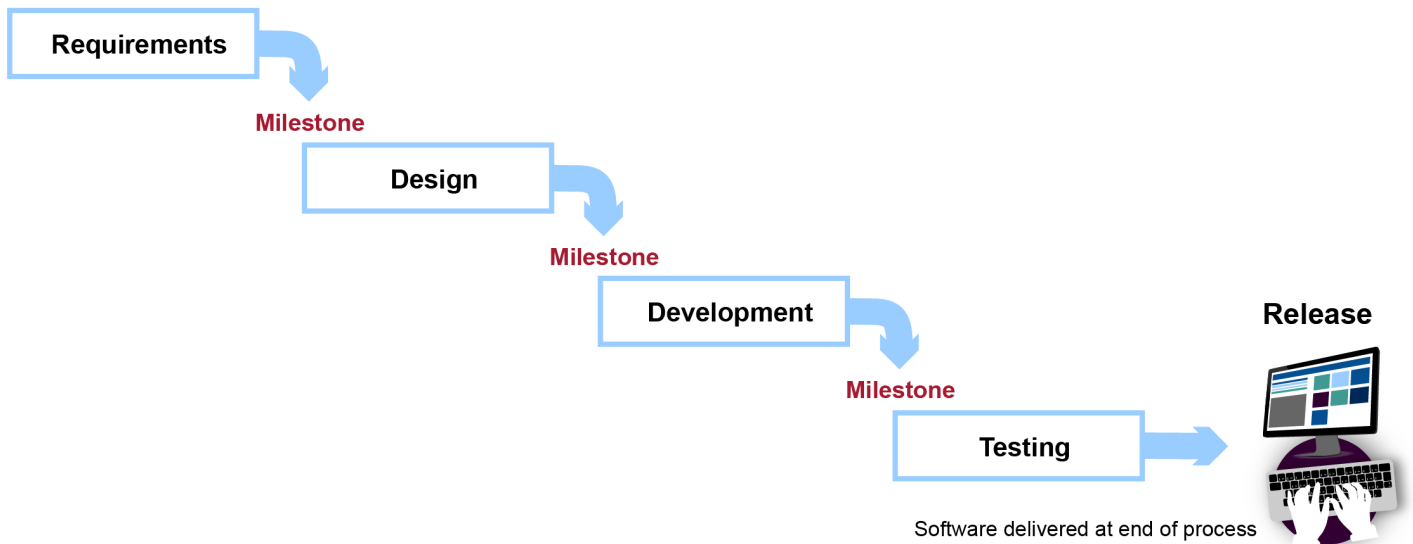 Requirements
Milestone
Design
Milestone
Development
Milestone
Testing
Release
Software delivered at end of process